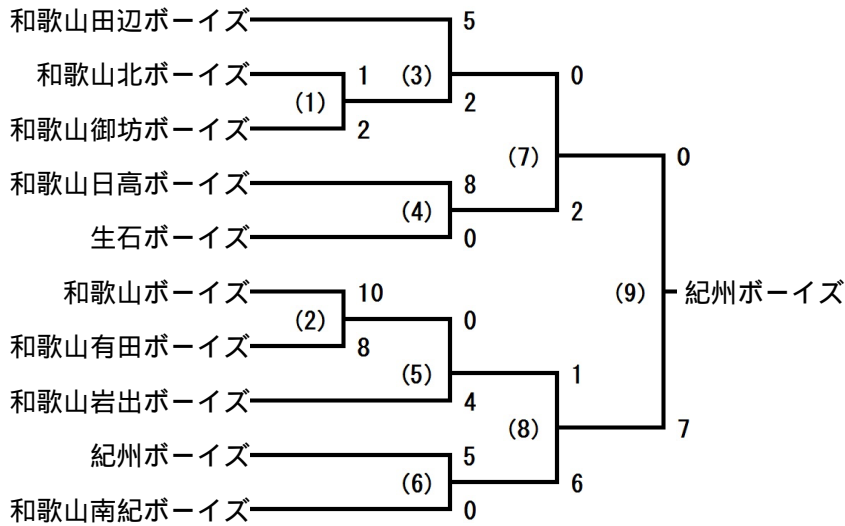 和歌山田辺ボーイズ 5
和歌山北ボーイズ 1 (3) 0
(1) 2
和歌山御坊ボーイズ 2
(7) 0
和歌山日高ボーイズ 8
(4) 2
生石ボーイズ 0
和歌山ボーイズ 10 (9) 紀州ボーイズ
(2) 0
和歌山有田ボーイズ 8
(5) 1
和歌山岩出ボーイズ 4
(8) 7
紀州ボーイズ 5
(6) 6
和歌山南紀ボーイズ 0